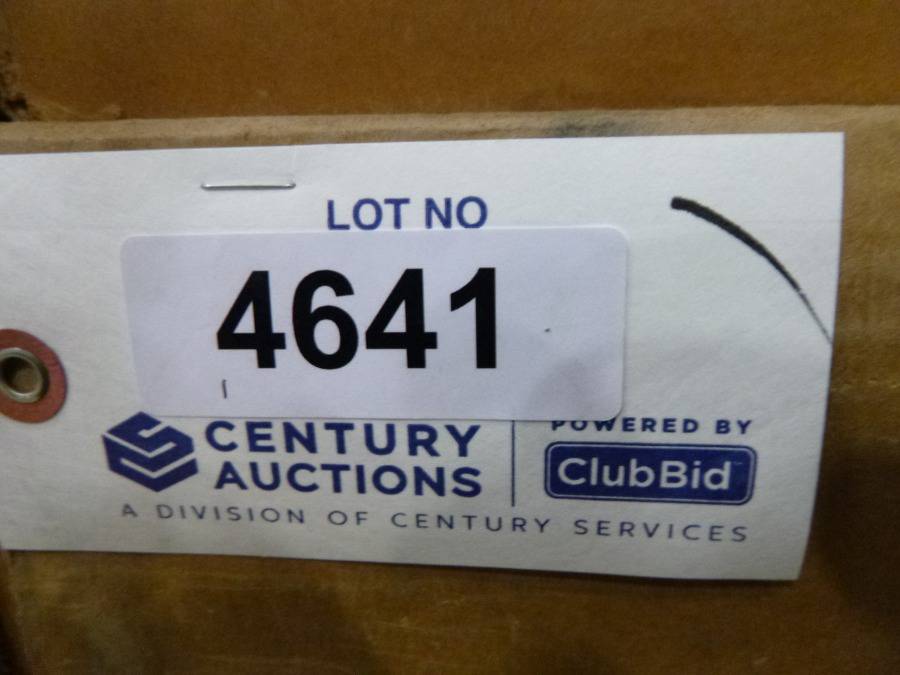 LOT NO
4641
CENTURY
AUCTIONS
POWERED BY
ClubBid
A DIVISION OF CENTURY SERVICES